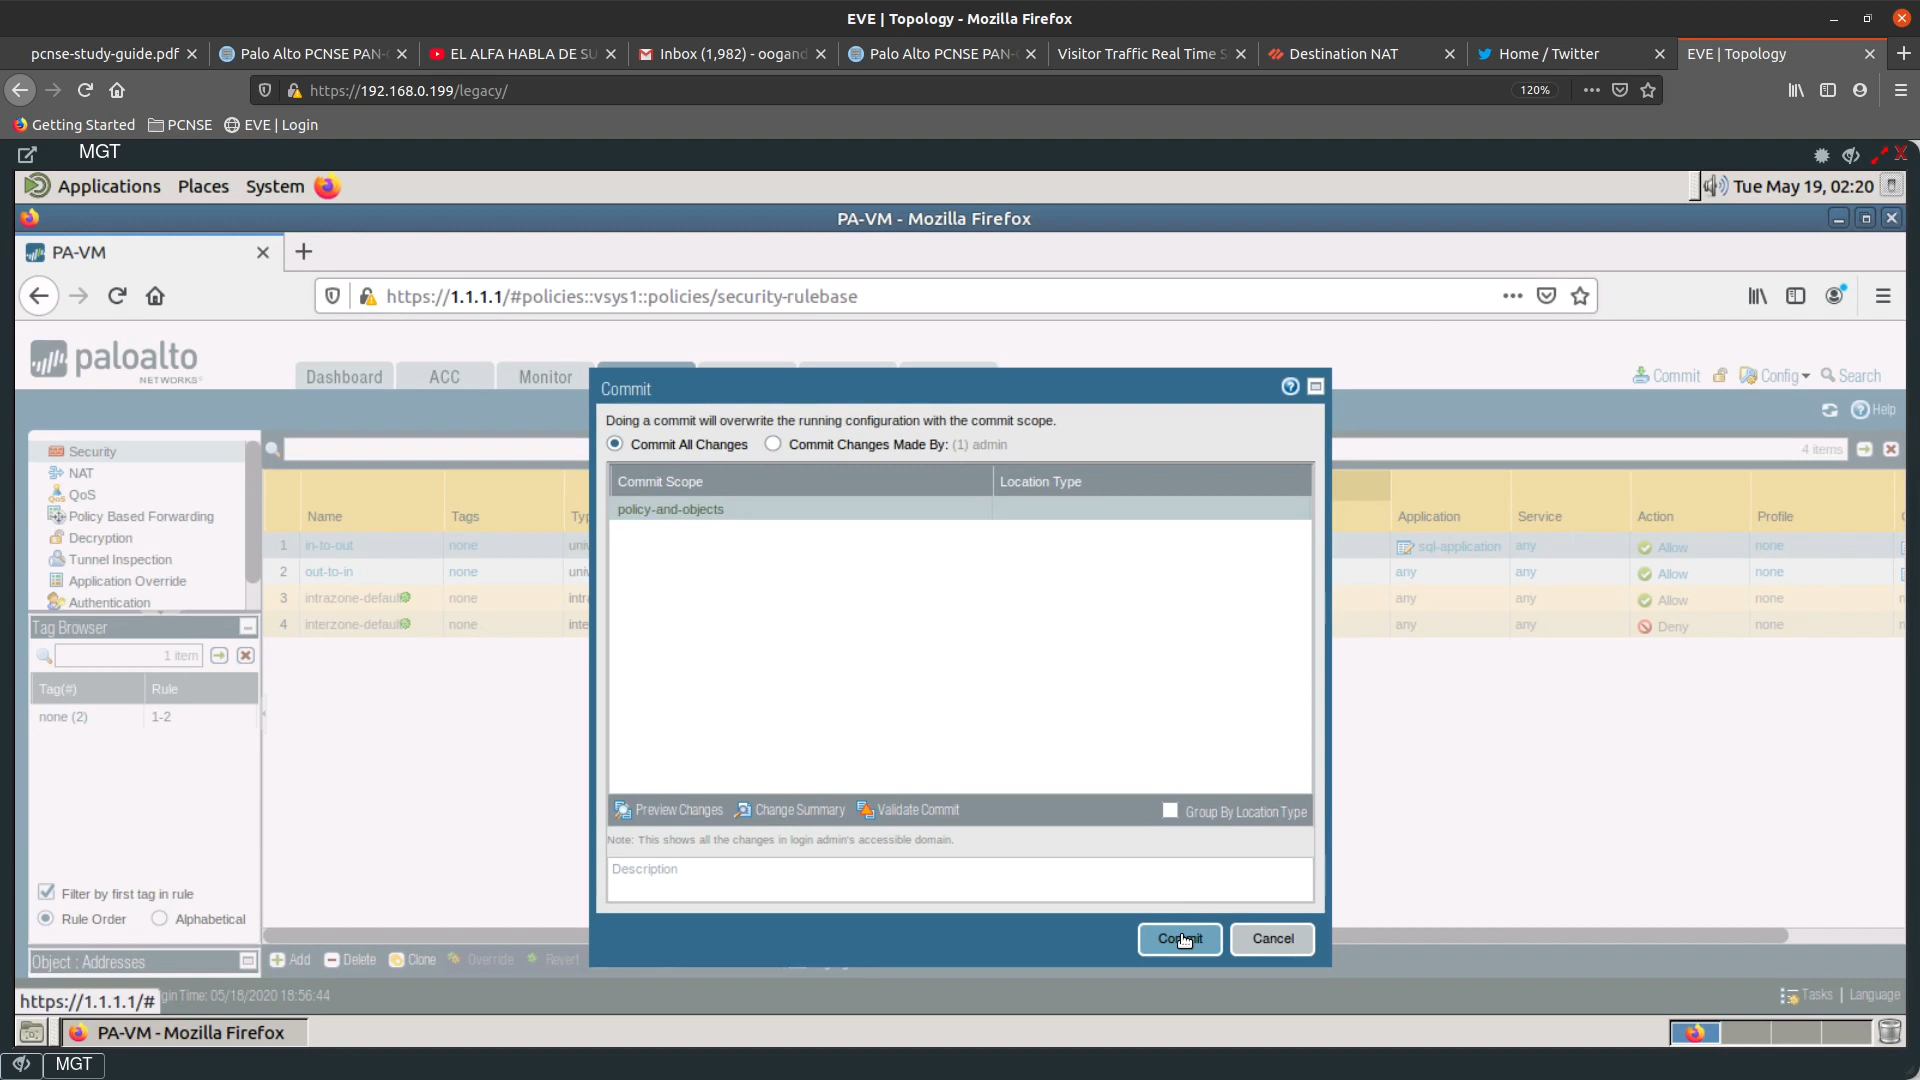 EVE | Topology - Mozilla Firefox
pcnse-study-guide.pdf
Palo Alto PCNSE PAN-
EL ALFA HABLA DE SU
Inbox (1,982) - oogand
Palo Alto PCNSE PAN-
Visitor Traffic Real Time S
Destination NAT
Home / Twitter
EVE | Topology
https://192.168.0.199/legacy/
120%
Getting Started
PCNSE
EVE | Login
MGT
Applications Places System
Tue May 19, 02:20
PA-VM - Mozilla Firefox
PA-VM
https://1.1.1.1/#policies::vsys1::policies/security-rulebase
paloalto
NETWORKS
Dashboard
ACC
Monitor
Commit
Config
Search
Help
Commit
Doing a commit will overwrite the running configuration with the commit scope.
Commit All Changes
Commit Changes Made By: (1) admin
Commit Scope
Location Type
policy-and-objects
Preview Changes
Change Summary
Validate Commit
Group By Location Type
Note: This shows all the changes in login admin's accessible domain.
Description
Commit
Cancel
Security
NAT
QoS
Policy Based Forwarding
Decryption
Tunnel Inspection
Application Override
Authentication
4 items
Name Tags Application Service Action Profile
1 in-to-out none sql-application any Allow none
2 out-to-in none any any Allow none
3 intrazone-default none any any Allow none
4 interzone-default none any any Deny none
Tag Browser
1 item
Tag(#) Rule
none (2) 1-2
Filter by first tag in rule
Rule Order
Alphabetical
Object : Addresses
Add
Delete
Clone
Override
Revert
https://1.1.1.1/#
gin Time: 05/18/2020 18:56:44
Tasks | Language
PA-VM - Mozilla Firefox
MGT